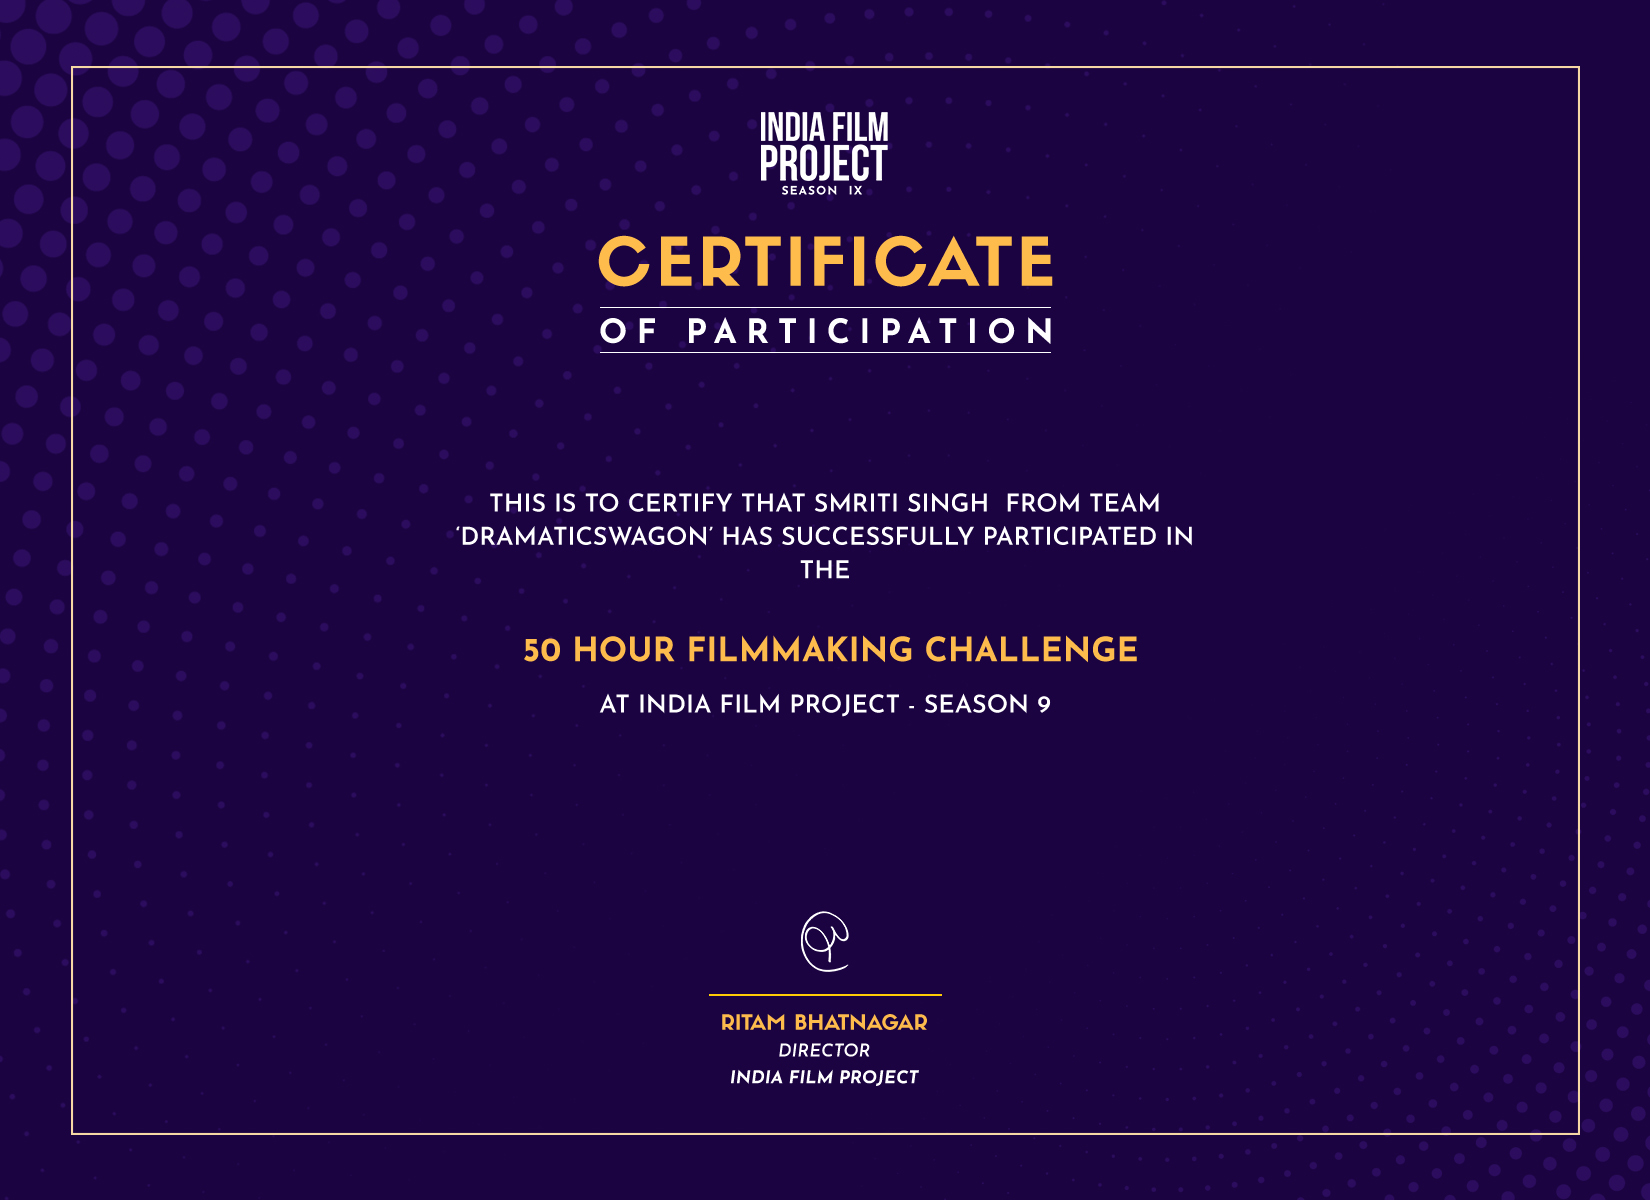 INDIA FILM
PROJECT
SEASON IX
CERTIFICATE
OF PARTICIPATION
THIS IS TO CERTIFY THAT SMRITI SINGH  FROM TEAM
‘DRAMATICSWAGON’ HAS SUCCESSFULLY PARTICIPATED IN
THE
50 HOUR FILMMAKING CHALLENGE
AT INDIA FILM PROJECT - SEASON 9
RITAM BHATNAGAR
DIRECTOR
INDIA FILM PROJECT